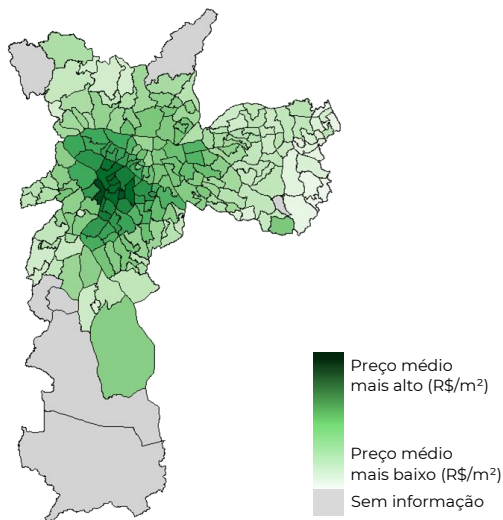 Preço médio
mais alto (R$/m²)
Preço médio
mais baixo (R$/m²)
Sem informação